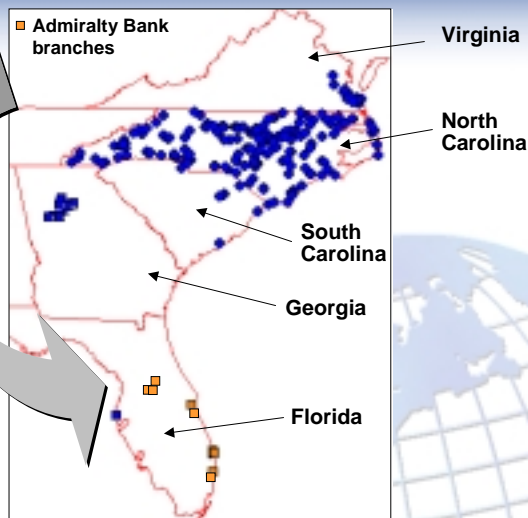 Admiralty Bank
branches
Virginia
North
Carolina
South
Carolina
Georgia
Florida